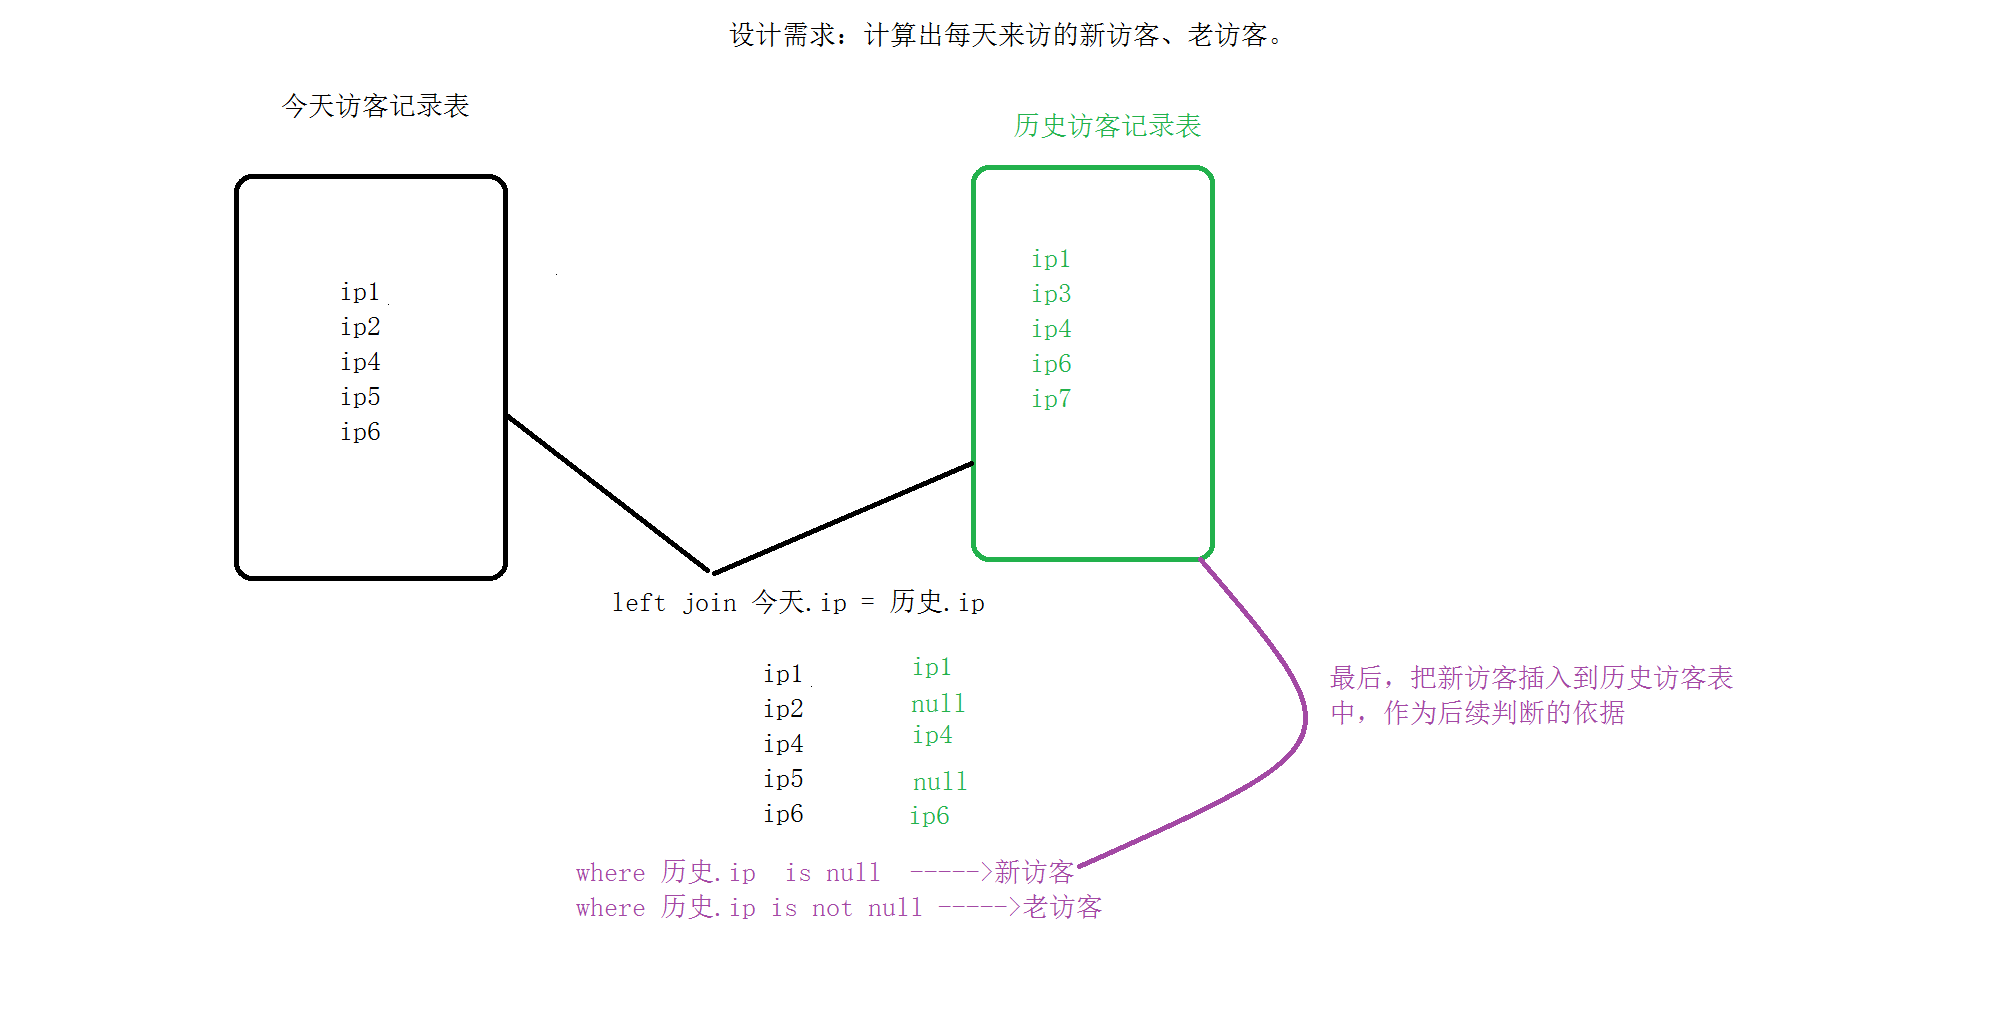 设计需求：计算出每天来访的新访客、老访客。
今天访客记录表
历史访客记录表
ip1
ip2
ip4
ip5
ip6
ip1
ip3
ip4
ip6
ip7
left join 今天.ip = 历史.ip
ip1 ip1
ip2 null
ip4 ip4
ip5 null
ip6 ip6
最后，把新访客插入到历史访客表
中，作为后续判断的依据
where 历史.ip  is null  ----->新访客
where 历史.ip is not null ----->老访客